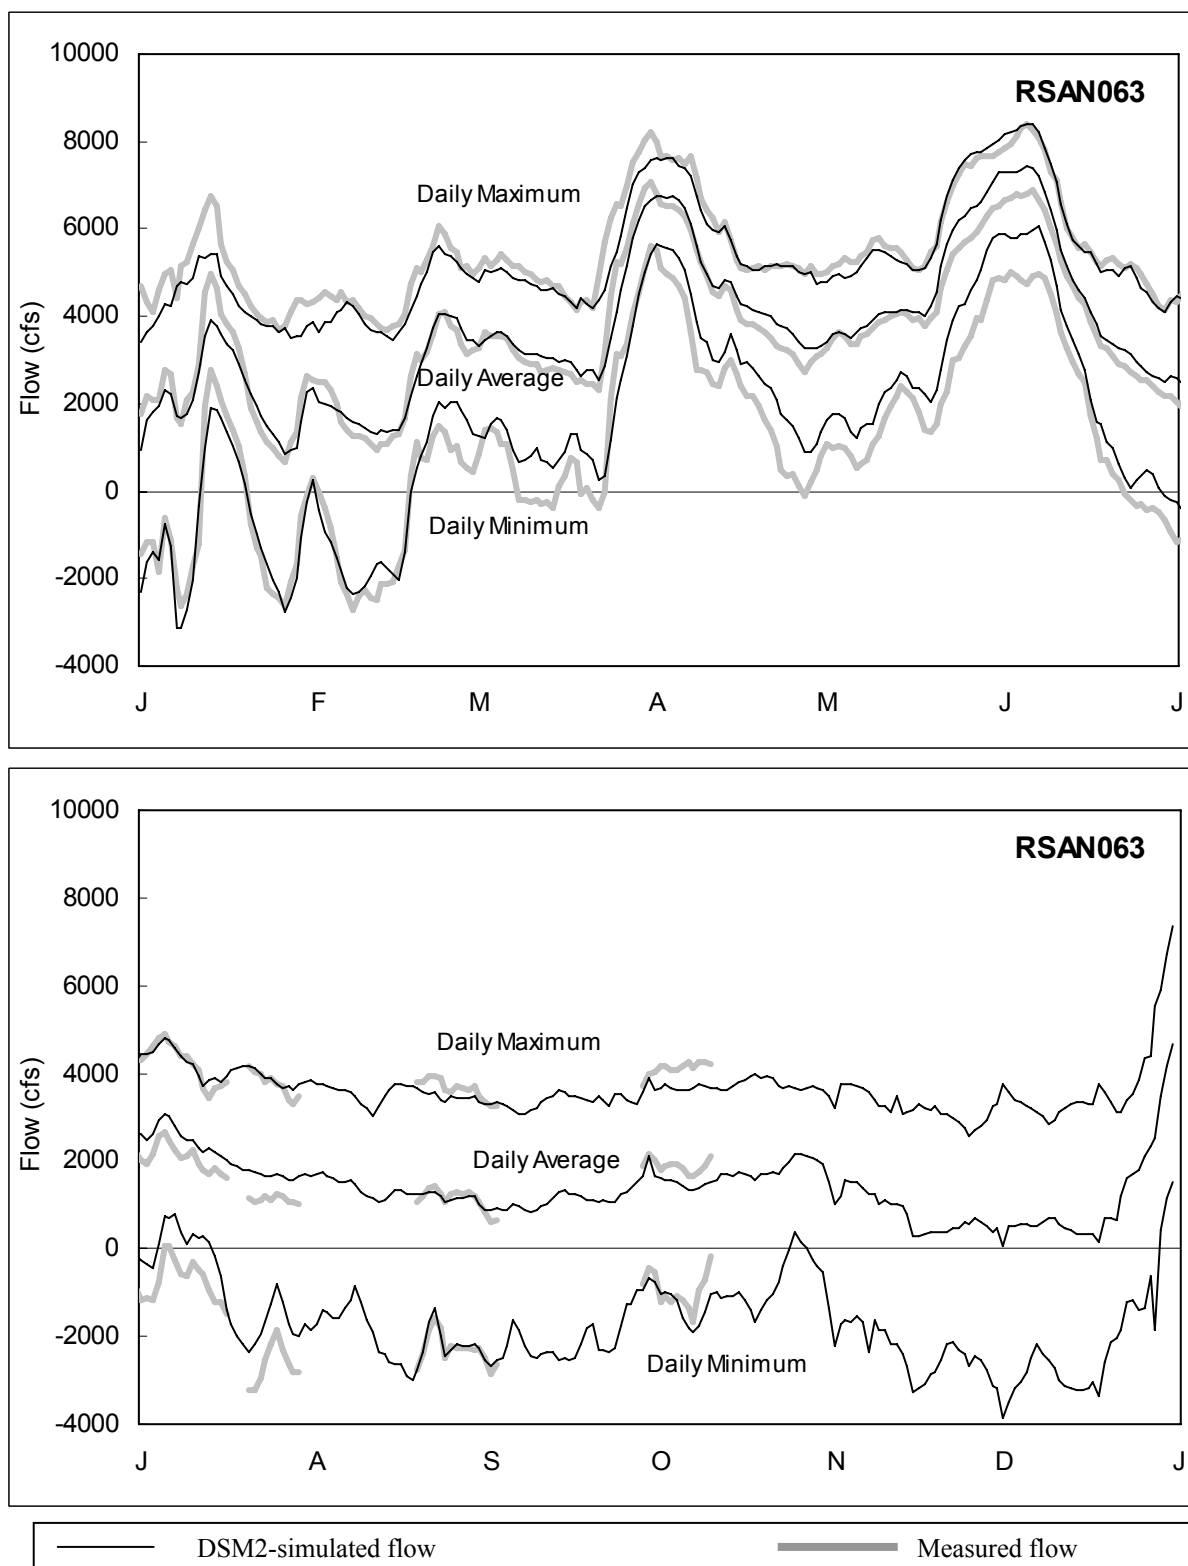 10000
RSAN063
8000
Daily Maximum
6000
Flow (cfs)
4000
Daily Average
2000
0
Daily Minimum
-2000
-4000
J F M A M J J
10000
RSAN063
8000
6000
Daily Maximum
Flow (cfs)
4000
Daily Average
2000
0
Daily Minimum
-2000
-4000
J A S O N D J
DSM2-simulated flow Measured flow